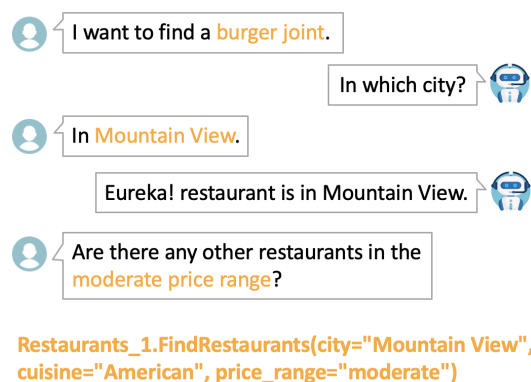 I want to find a burger joint.
In which city?
In Mountain View.
Eureka! restaurant is in Mountain View.
Are there any other restaurants in the
moderate price range?
Restaurants_1.FindRestaurants(city="Mountain View",
cuisine="American", price_range="moderate")